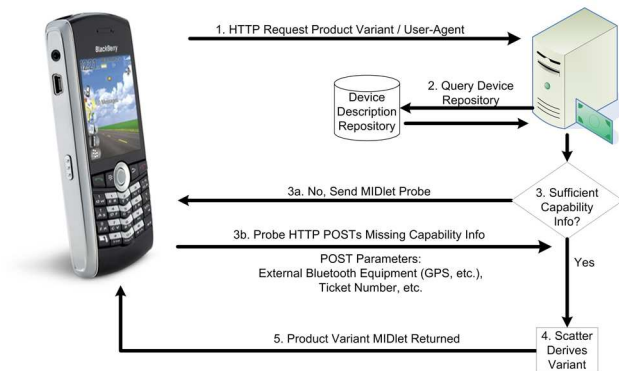 1. HTTP Request Product Variant / User-Agent
BlackBerry
2. Query Device
Repository
Device
Description
Repository
3a. No, Send MIDlet Probe
3. Sufficient
Capability
Info?
3b. Probe HTTP POSTs Missing Capability Info
POST Parameters:
External Bluetooth Equipment (GPS, etc.),
Ticket Number, etc.
Yes
5. Product Variant MIDlet Returned
4. Scatter
Derives
Variant